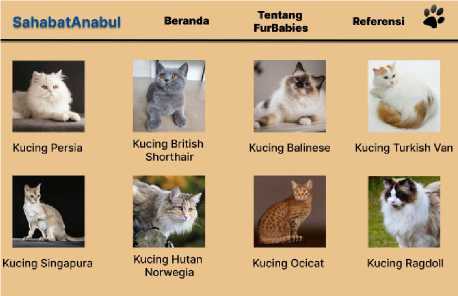 SahabatAnabul
Beranda
Tentang
FurBabies
Referensi
Kucing Persia
Kucing British
Shorthair
Kucing Balinese
Kucing Turkish Van
Kucing Singapura
Kucing Hutan
Norwegia
Kucing Ocicat
Kucing Ragdoll